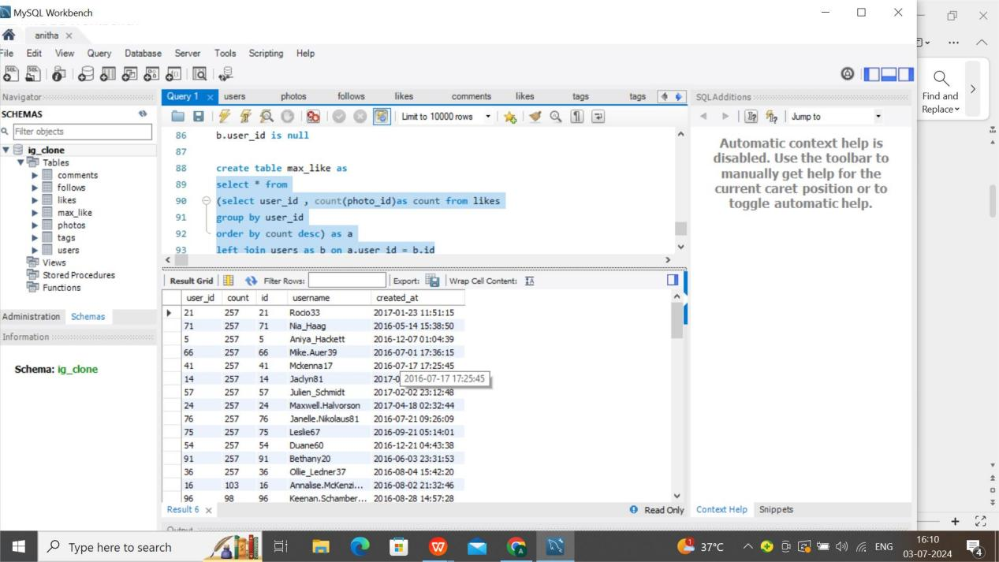 MySQL Workbench
anitha
File Edit View Query Database Server Tools Scripting Help
Navigator
SCHEMAS
Filter objects
ig_clone
Tables
comments
follows
likes
max_like
photos
tags
users
Views
Stored Procedures
Functions
Administration Schemas
Information
Schema: ig_clone
Query 1 users photos follows likes comments likes tags tags
Limit to 10000 rows
86 b.user_id is null
87
88 create table max_like as
89 select * from
90 (select user_id , count(photo_id)as count from likes
91 group by user_id
92 order by count desc) as a
93 left join users as b on a.user_id = b.id
Result Grid Filter Rows: Export: Wrap Cell Content:
user_id count id username created_at
21 257 21 Rocio33 2017-01-23 11:51:15
71 257 71 Nia_Haag 2016-05-14 15:38:50
5 257 5 Aniya_Hackett 2016-12-07 01:04:39
66 257 66 Mike.Auer39 2016-07-01 17:36:15
41 257 41 Mckenna17 2016-07-17 17:25:45
14 257 14 Jaclyn81 2017-0
2016-07-17 17:25:45
57 257 57 Julien_Schmidt 2017-02-02 23:12:48
24 257 24 Maxwell.Halvorson 2017-04-18 02:32:44
76 257 76 Janelle.Nikolaus81 2016-07-21 09:26:09
75 257 75 Leslie67 2016-09-21 05:14:01
54 257 54 Duane60 2016-12-21 04:43:38
91 257 91 Bethany20 2016-06-03 23:31:53
36 257 36 Ollie_Ledner37 2016-08-04 15:42:20
16 103 16 Annalise.McKenzi... 2016-08-02 21:32:46
96 98 96 Keenan.Schamber... 2016-08-28 14:57:28
Result 6 Read Only
Output
SQLAdditions
Jump to
Automatic context help is
disabled. Use the toolbar to
manually get help for the
current caret position or to
toggle automatic help.
Context Help Snippets
Find and
Replace
Type here to search
37°C ENG
16:10
03-07-2024
1
4